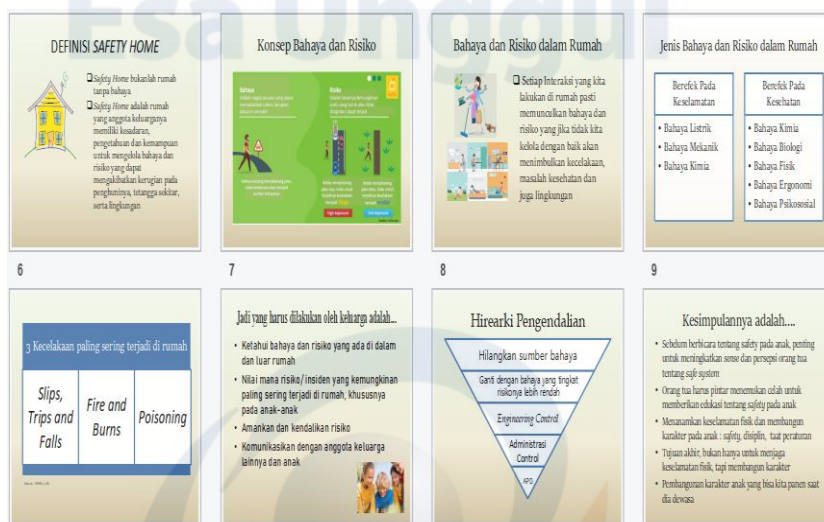 Esa Unggul
DEFINISI SAFETY HOME
Safety Home bukanlah rumah
tanpa bahaya
Safety Home adalah rumah
yang anggota keluarganya
memiliki kesadaran,
pengetahuan dan kemampuan
untuk mengelola bahaya dan
risiko yang dapat
mengakibatkan kerugian pada
penghuninya, tetangga sekitar,
serta lingkungan
Konsep Bahaya dan Risiko
Bahaya
Risiko
Bahaya dan Risiko dalam Rumah
Setiap Interaksi yang kita
lakukan di rumah pasti
memunculkan bahaya dan
risiko yang jika tidak kita
kelola dengan baik akan
menimbulkan kecelakaan,
masalah kesehatan dan
juga lingkungan
Jenis Bahaya dan Risiko dalam Rumah
Berefek Pada
Keselamatan
• Bahaya Listrik
• Bahaya Mekanik
• Bahaya Kimia
Berefek Pada
Kesehatan
• Bahaya Kimia
• Bahaya Biologi
• Bahaya Fisik
• Bahaya Ergonomi
• Bahaya Psikososial
6
7
8
9
3 Kecelakaan paling sering terjadi di rumah
Slips,
Trips and
Falls
Fire and
Burns
Poisoning
Jadi yang harus dilakukan oleh keluarga adalah...
• Ketahui bahaya dan risiko yang ada di dalam
dan luar rumah
• Nilai mana risiko/insiden yang kemungkinan
paling sering terjadi di rumah, khususnya
pada anak-anak
• Amankan dan kendalikan risiko
• Komunikasikan dengan anggota keluarga
lainnya dan anak
Hirearki Pengendalian
Hilangkan sumber bahaya
Ganti dengan bahaya yang tingkat
risikonya lebih rendah
Engineering Control
Administrasi
Control
APD
Kesimpulannya adalah....
• Sebelum berbicara tentang safety pada anak, penting
untuk meningkatkan sense dan persepsi orang tua
tentang safe system
• Orang tua harus pintar menemukan celah untuk
memberikan edukasi tentang safety pada anak
• Menanamkan keselamatan fisik dan membangun
karakter pada anak : safety, disiplin, taat peraturan
• Tujuan akhir, bukan hanya untuk menjaga
keselamatan fisik, tapi membangun karakter
• Pembangunan karakter anak yang bisa kita panen saat
dia dewasa